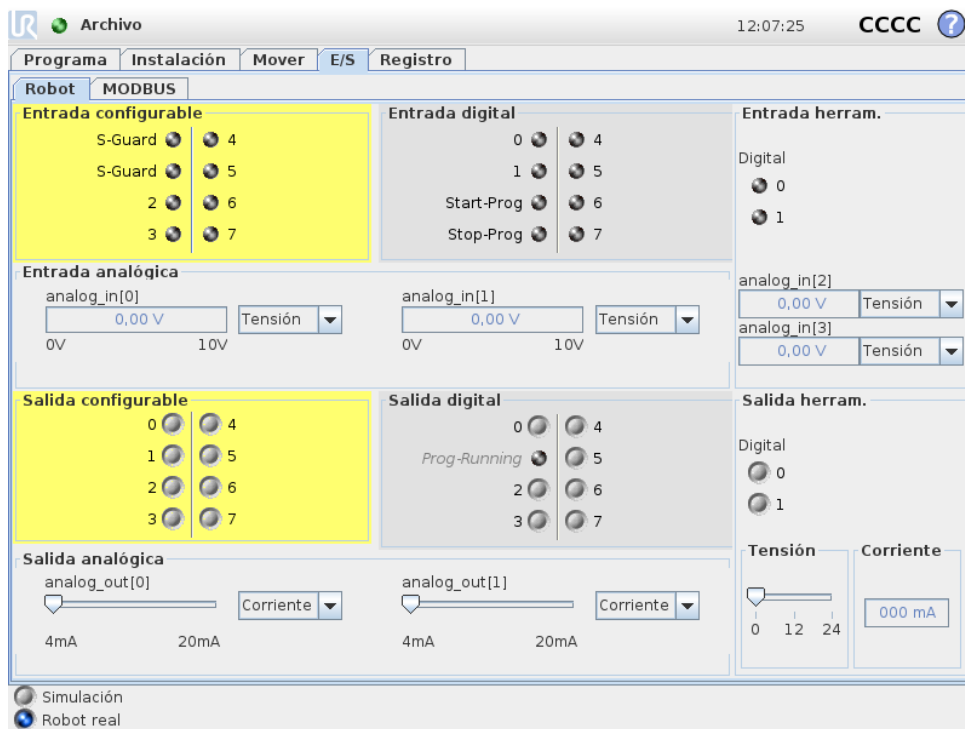 UR Archivo 12:07:25 CCCC ?
Programa Instalación Mover E/S Registro
Robot MODBUS
Entrada configurable
S-Guard 4
S-Guard 5
2 6
3 7
Entrada digital
0 4
1 5
Start-Prog 6
Stop-Prog 7
Entrada herram.
Digital
0
1
analog_in[2]
0,00 V Tensión
analog_in[3]
0,00 V Tensión
Entrada analógica
analog_in[0]
0,00 V Tensión
0V 10V
analog_in[1]
0,00 V Tensión
0V 10V
Salida configurable
0 4
1 5
2 6
3 7
Salida digital
0 4
Prog-Running 5
2 6
3 7
Salida herram.
Digital
0
1
Tensión
0 12 24
Corriente
000 mA
Salida analógica
analog_out[0]
Corriente
4mA 20mA
analog_out[1]
Corriente
4mA 20mA
Simulación
Robot real